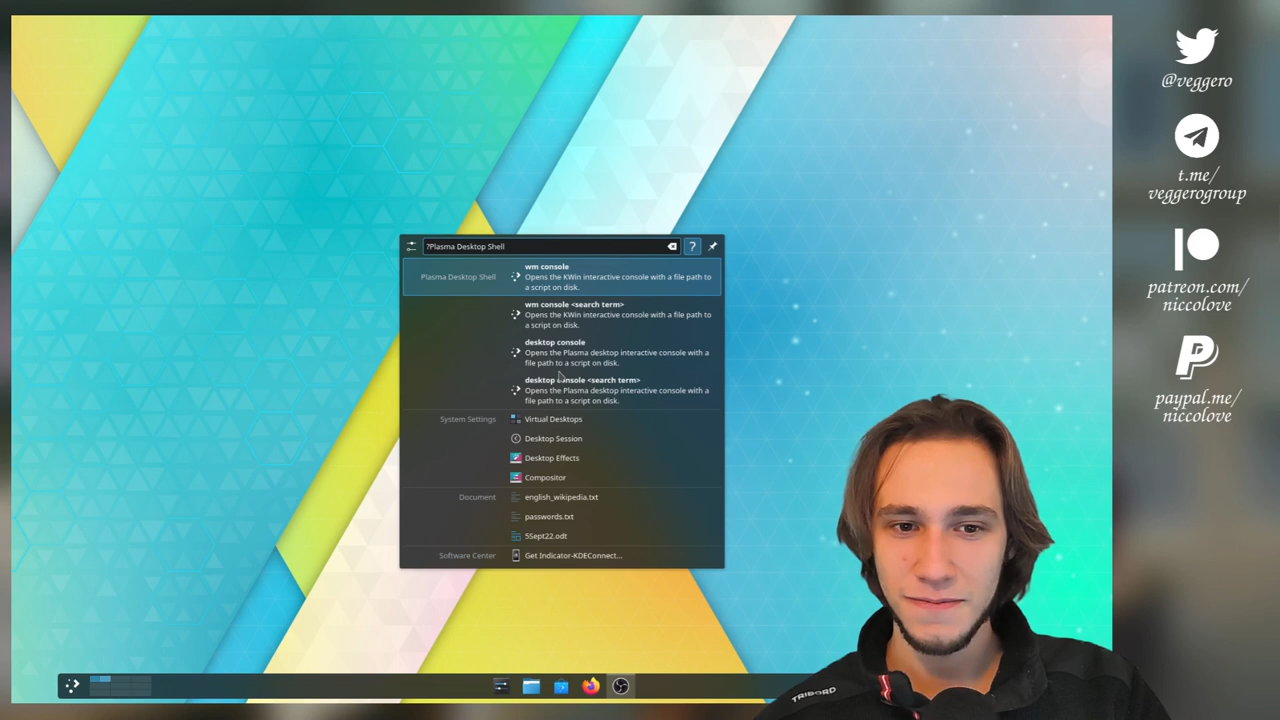 ?Plasma Desktop Shell
?
Plasma Desktop Shell
wm console
Opens the KWin interactive console with a file path to
a script on disk.
wm console <search term>
Opens the KWin interactive console with a file path to
a script on disk.
desktop console
Opens the Plasma desktop interactive console with a
file path to a script on disk.
desktop console <search term>
Opens the Plasma desktop interactive console with a
file path to a script on disk.
System Settings
Virtual Desktops
Desktop Session
Desktop Effects
Compositor
Document
english_wikipedia.txt
passwords.txt
5Sept22.odt
Software Center
Get Indicator-KDEConnect...
@veggero
t.me/
veggerogroup
patreon.com/
niccolove
paypal.me/
niccolove
TRIBORD